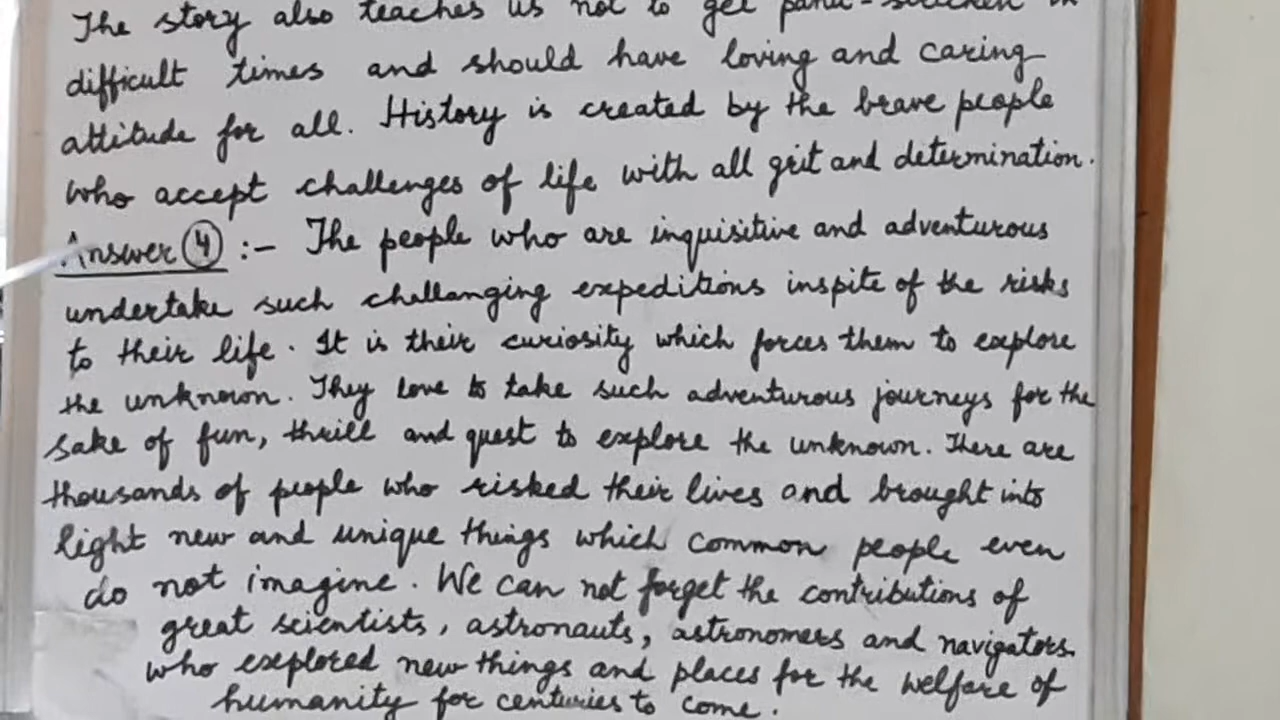 The story also teaches us not to get panic-stricken in
difficult times and should have loving and caring
attitude for all. History is created by the brave people
who accept challenges of life with all grit and determination.
Answer 4 :- The people who are inquisitive and adventurous
undertake such challanging expeditions inspite of the risks
to their life. It is their curiosity which forces them to explore
the unknown. They love to take such adventurous journeys for the
sake of fun, thrill and quest to explore the unknown. There are
thousands of people who risked their lives and brought into
light new and unique things which common people even
do not imagine. We can not forget the contributions of
great scientists, astronauts, astronomers and navigators.
who explored new things and places for the welfare of
humanity for centuries to come.